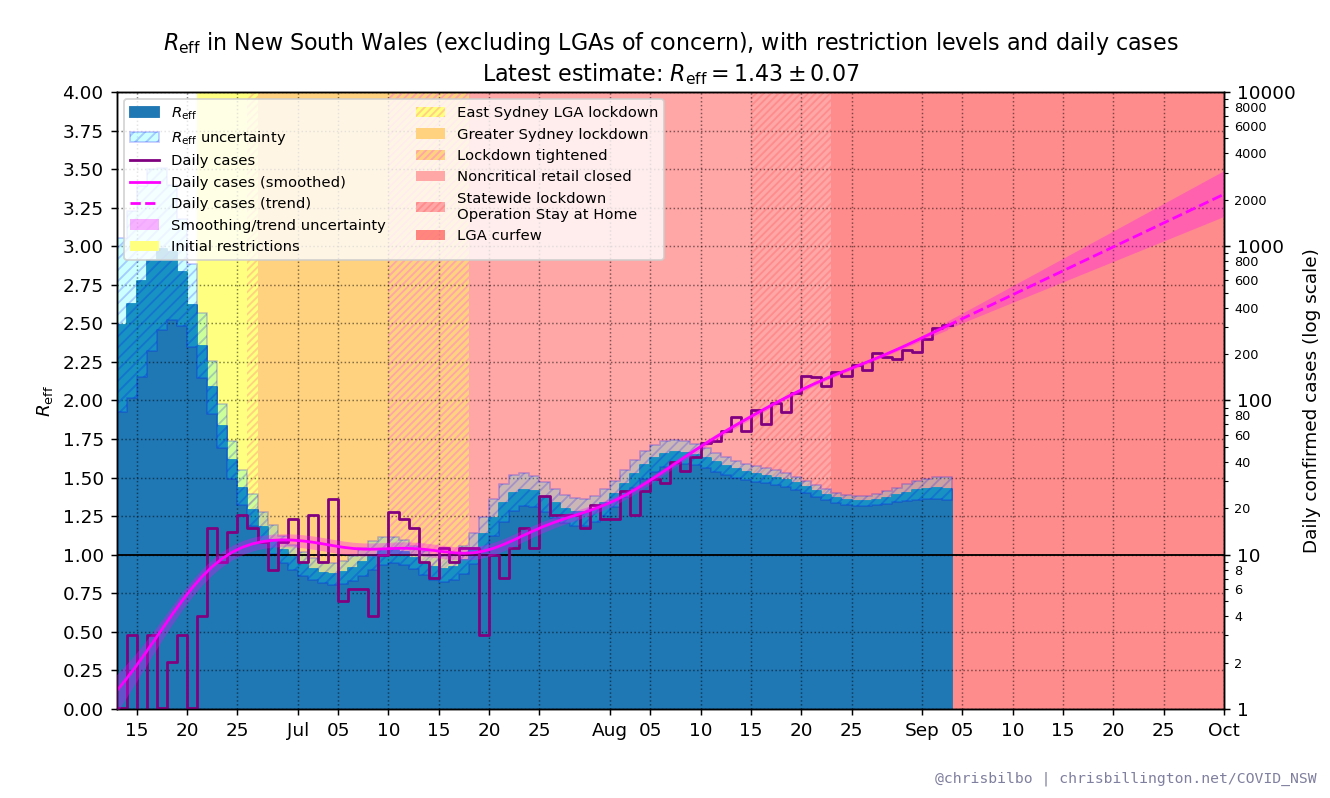 R_eff in New South Wales (excluding LGAs of concern), with restriction levels and daily cases
Latest estimate: R_eff = 1.43 ± 0.07
4.00
3.75
3.50
3.25
3.00
2.75
2.50
2.25
2.00
1.75
1.50
1.25
1.00
0.75
0.50
0.25
0.00
R_eff
R_eff
R_eff uncertainty
Daily cases
Daily cases (smoothed)
Daily cases (trend)
Smoothing/trend uncertainty
Initial restrictions
East Sydney LGA lockdown
Greater Sydney lockdown
Lockdown tightened
Noncritical retail closed
Statewide lockdown
Operation Stay at Home
LGA curfew
10000
8000
6000
4000
2000
1000
800
600
400
200
100
80
60
40
20
10
8
6
4
2
1
Daily confirmed cases (log scale)
15 20 25 Jul 05 10 15 20 25 Aug 05 10 15 20 25 Sep 05 10 15 20 25 Oct
@chrisbilbo | chrisbillington.net/COVID_NSW